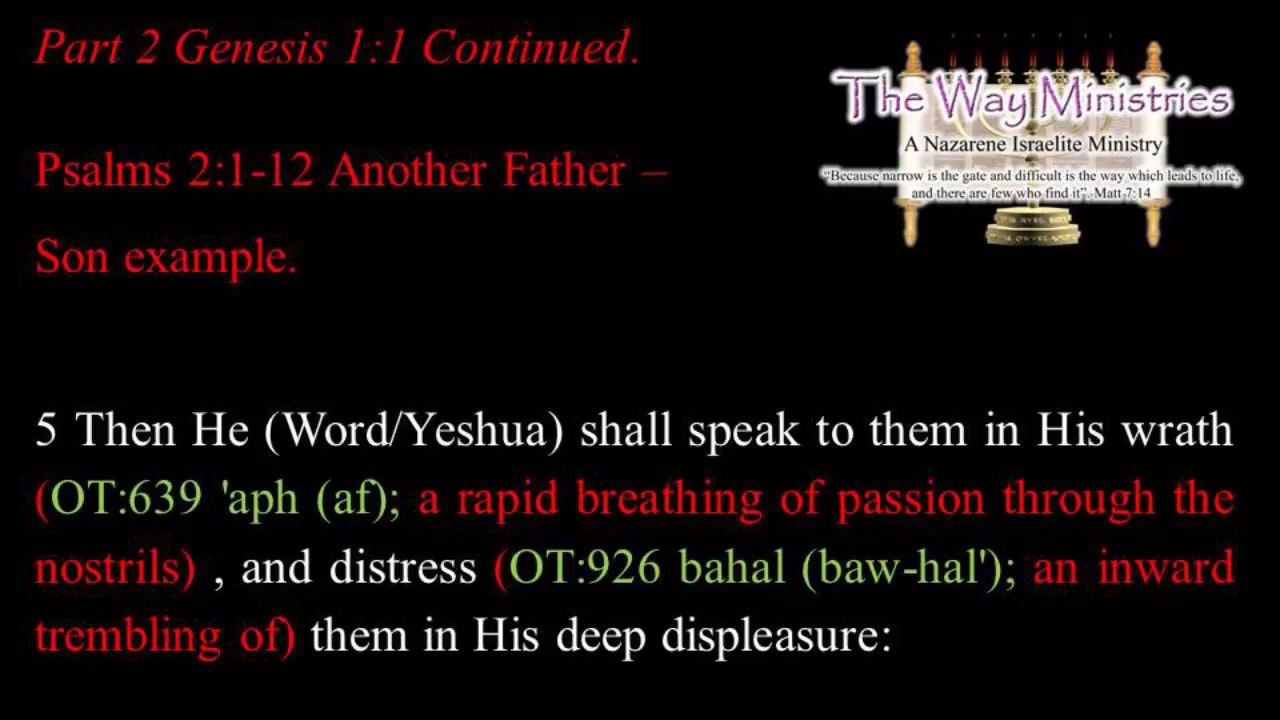 Part 2 Genesis 1:1 Continued.
The Way Ministries
A Nazarene Israelite Ministry
"Because narrow is the gate and difficult is the way which leads to life,
and there are few who find it". Matt 7:14
Psalms 2:1-12 Another Father –
Son example.
5 Then He (Word/Yeshua) shall speak to them in His wrath
(OT:639 'aph (af); a rapid breathing of passion through the
nostrils) , and distress (OT:926 bahal (baw-hal'); an inward
trembling of) them in His deep displeasure: